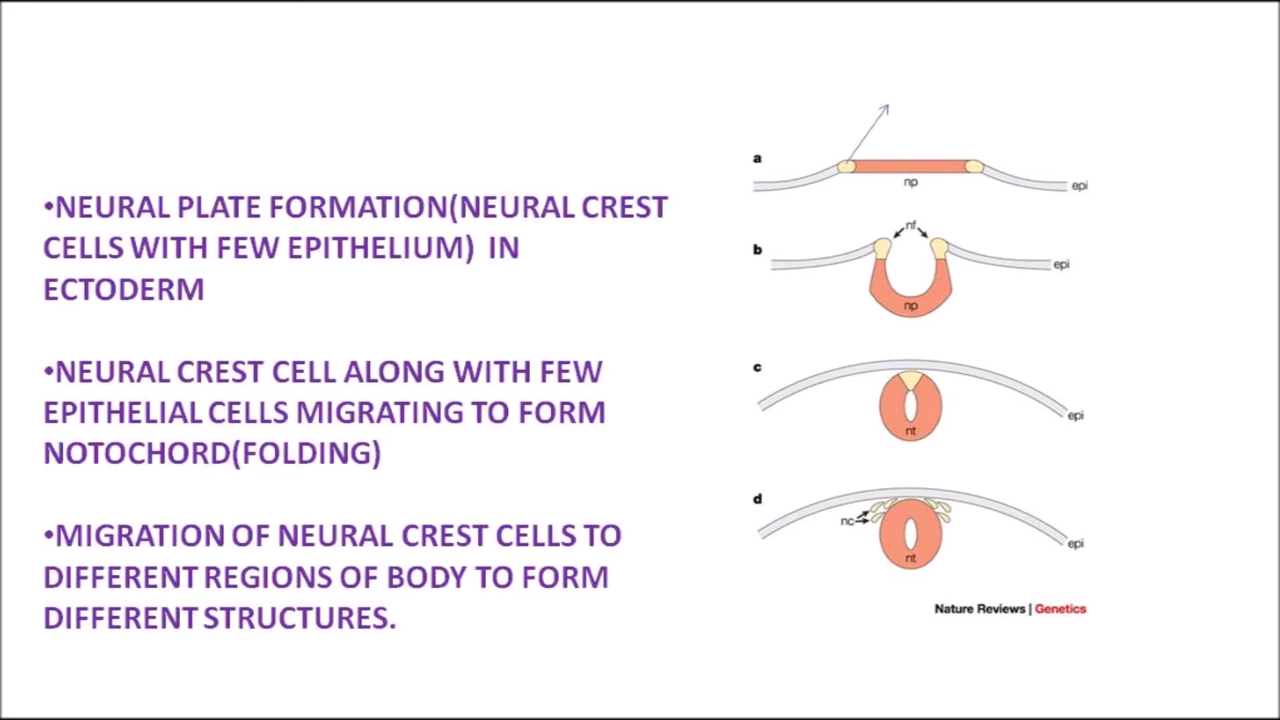 •NEURAL PLATE FORMATION(NEURAL CREST
CELLS WITH FEW EPITHELIUM) IN
ECTODERM
•NEURAL CREST CELL ALONG WITH FEW
EPITHELIAL CELLS MIGRATING TO FORM
NOTOCHORD(FOLDING)
•MIGRATION OF NEURAL CREST CELLS TO
DIFFERENT REGIONS OF BODY TO FORM
DIFFERENT STRUCTURES.
a
np
epi
nf
b
epi
np
c
epi
nt
d
nc
epi
nt
Nature Reviews | Genetics